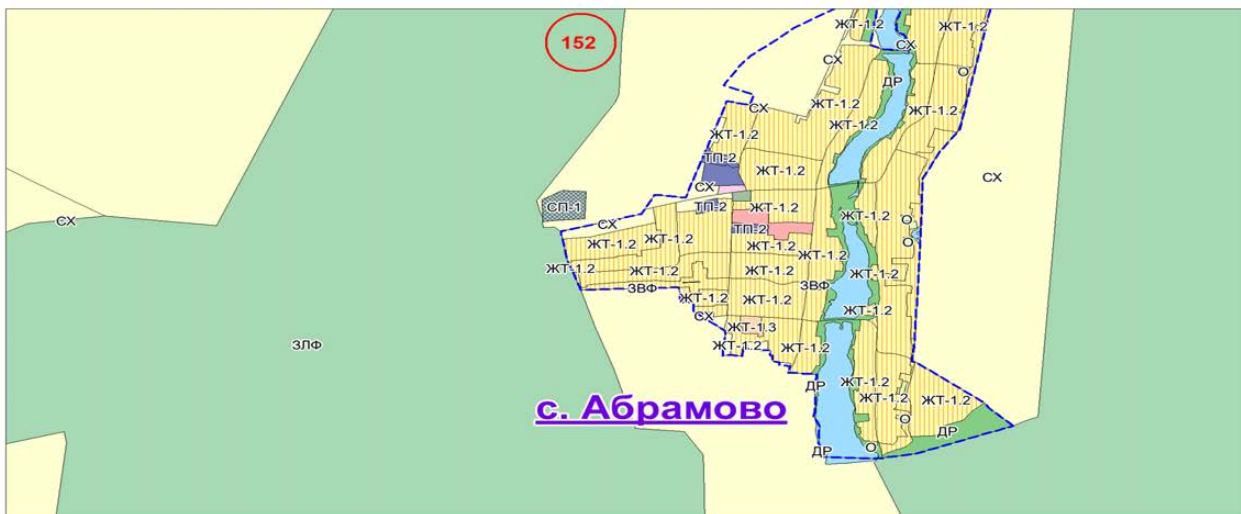 ЖТ-1.2
ЖТ-1.2
152
СХ
СХ
О
ДР
СХ
ЖТ-1.2
ЖТ-1.2
ЖТ-1.2
ЖТ-1.2
ТП-2
ЖТ-1.2
СХ
СХ
СП-1
ТП-2
ЖТ-1.2
ЖТ-1.2
О
СХ
СХ
ТП-2
ЖТ-1.2
ЖТ-1.2
ЖТ-1.2
ЖТ-1.2
О
ЖТ-1.2
ЖТ-1.2
ЖТ-1.2
ЖТ-1.2
ЗВФ
ЗВФ
ЖТ-1.2
ЖТ-1.2
ЖТ-1.2
СХ
ЖТ-1.3
ЗЛФ
ЖТ-1.2
ЖТ-1.2
ДР
ЖТ-1.2
ЖТ-1.2
ЖТ-1.2
с. Абрамово
О
ДР
О
ДР